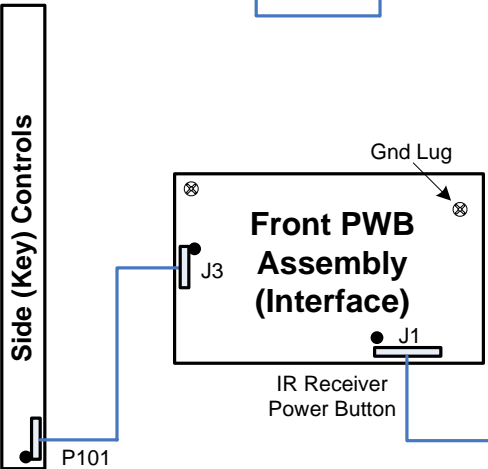 Side (Key) Controls
Gnd Lug
Front PWB
Assembly
(Interface)
J3
J1
IR Receiver
Power Button
P101